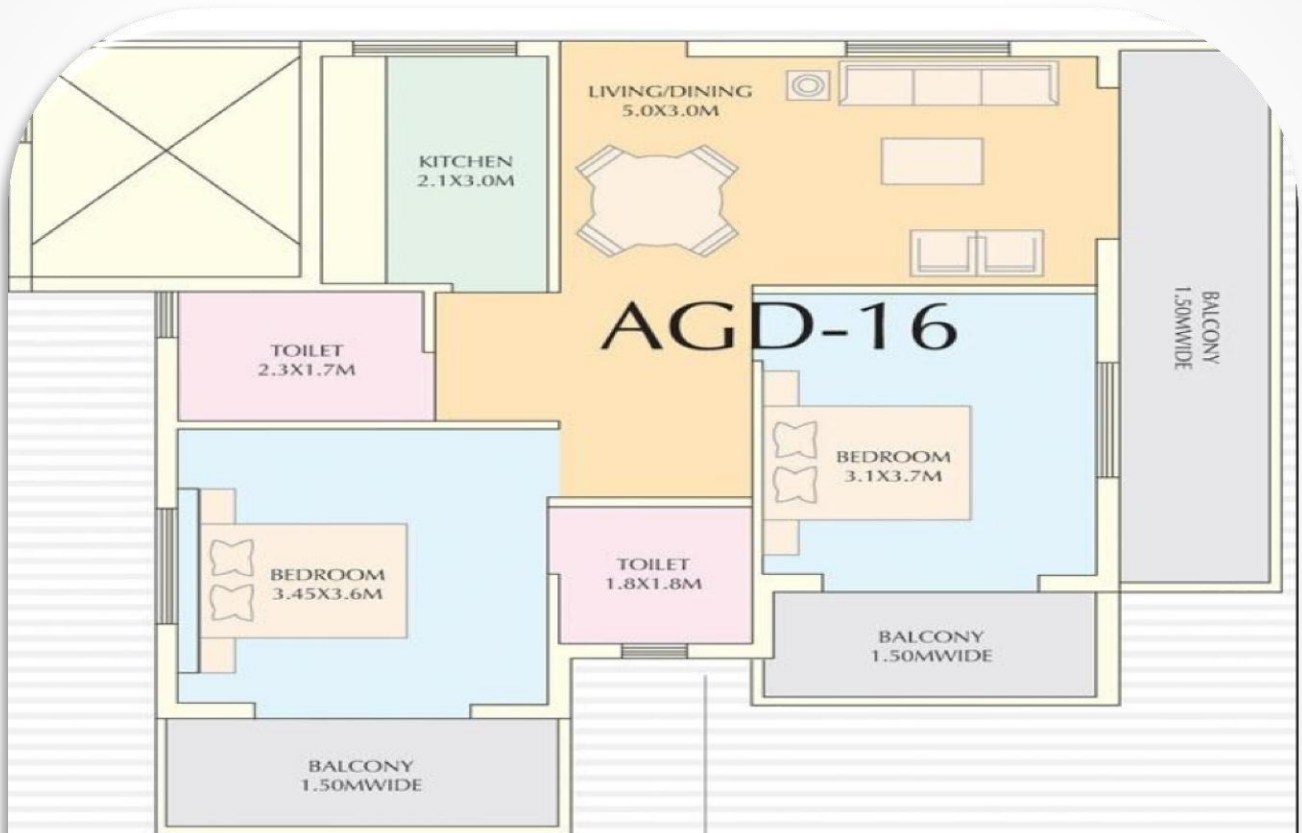 LIVING/DINING
5.0X3.0M
KITCHEN
2.1X3.0M
AGD-16
BALCONY
1.50MWIDE
TOILET
2.3X1.7M
BEDROOM
3.1X3.7M
TOILET
1.8X1.8M
BEDROOM
3.45X3.6M
BALCONY
1.50MWIDE
BALCONY
1.50MWIDE